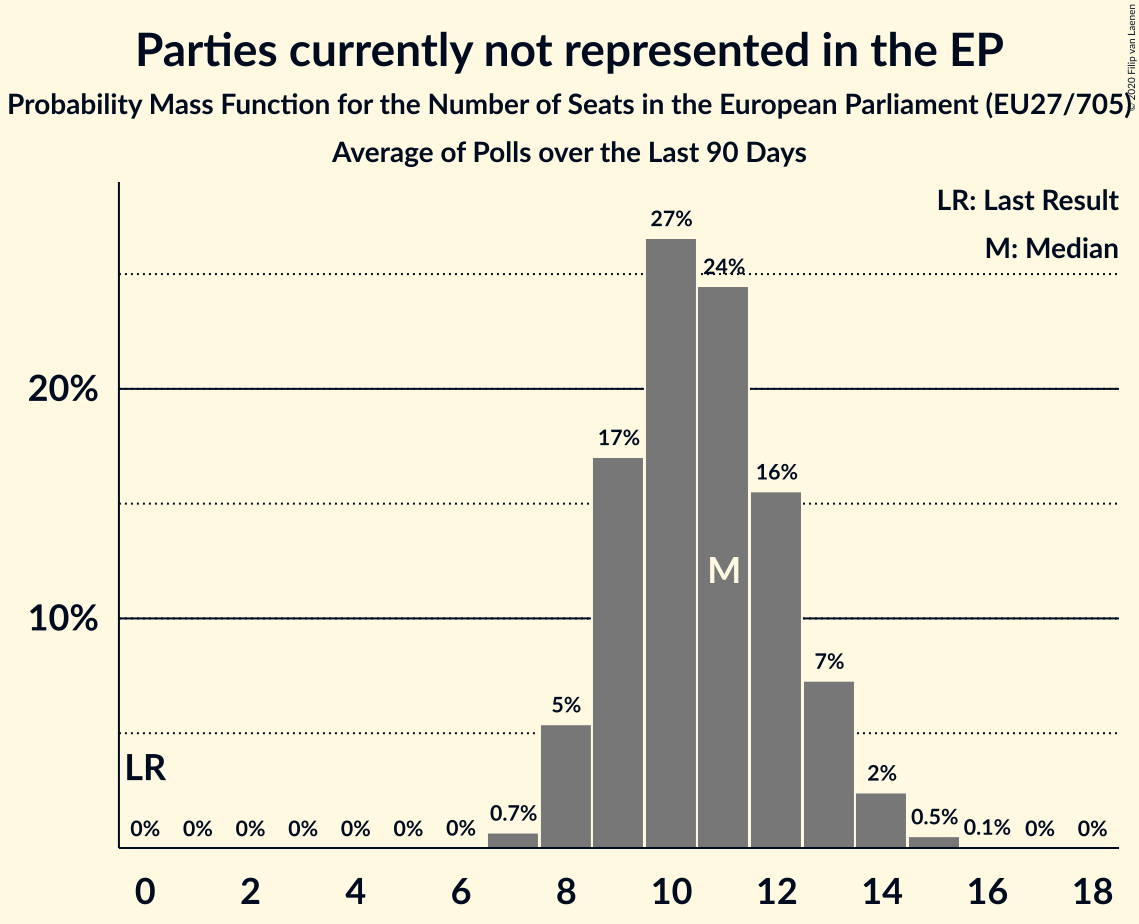 Parties currently not represented in the EP
Probability Mass Function for the Number of Seats in the European Parliament (EU27/705)
Average of Polls over the Last 90 Days
© 2020 Filip van Laenen
LR: Last Result
M: Median
27%
24%
20%
17%
16%
M
10%
7%
5%
LR
2%
0% 0% 0% 0% 0% 0% 0% 0.7% 0.5% 0.1% 0% 0%
0 2 4 6 8 10 12 14 16 18